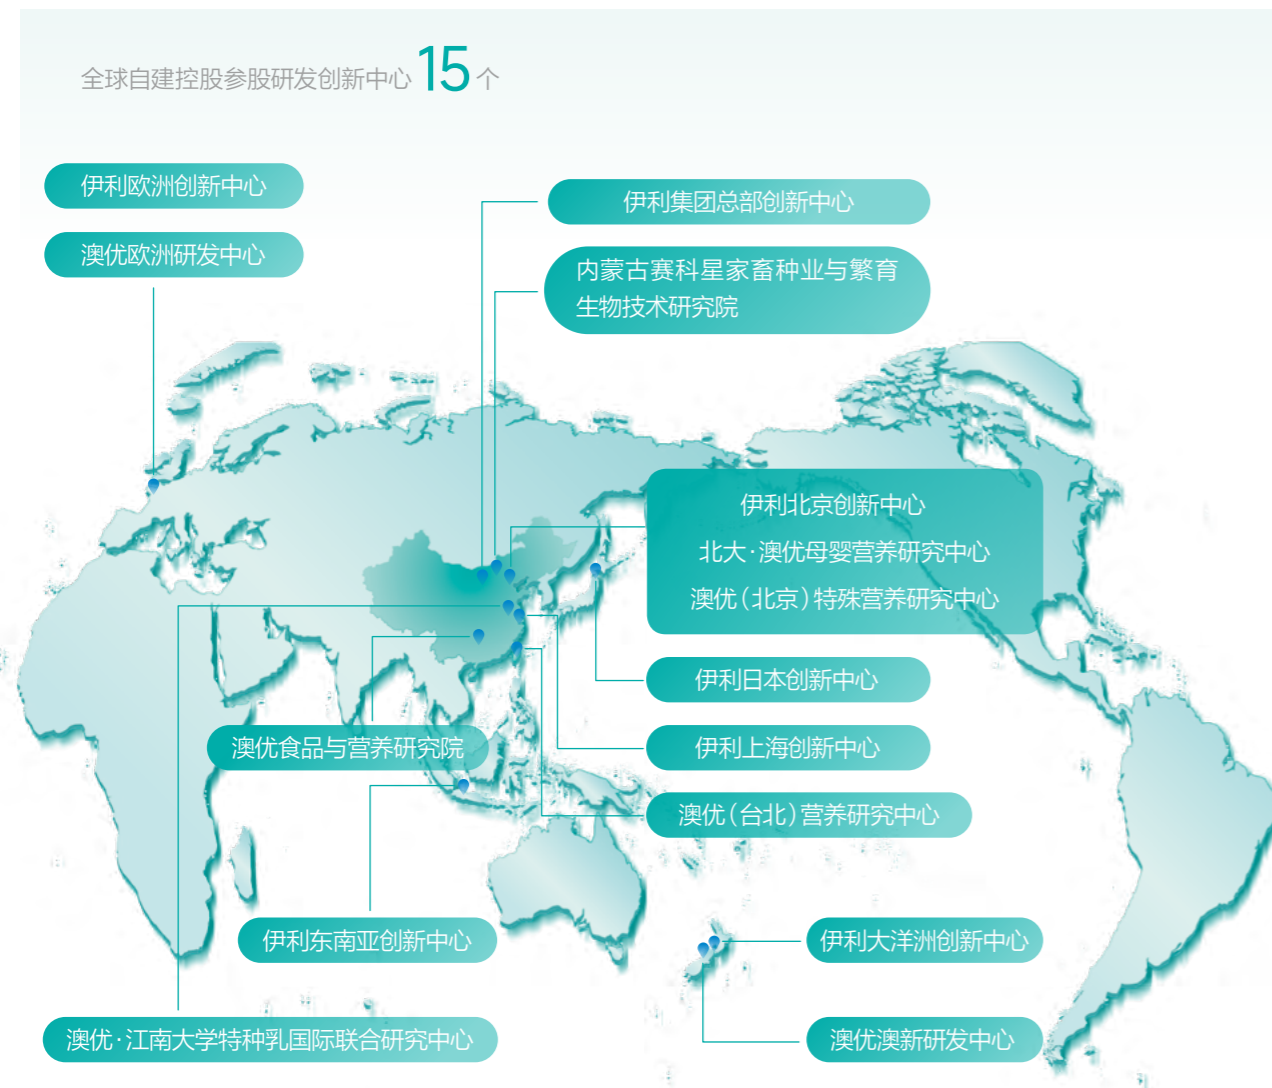 全球自建控股参股研发创新中心 15 个
伊利欧洲创新中心
澳优欧洲研发中心
伊利集团总部创新中心
内蒙古赛科星家畜种业与繁育
生物技术研究院
伊利北京创新中心
北大·澳优母婴营养研究中心
澳优（北京）特殊营养研究中心
伊利日本创新中心
澳优食品与营养研究院
伊利上海创新中心
澳优（台北）营养研究中心
伊利东南亚创新中心
伊利大洋洲创新中心
澳优·江南大学特种乳国际联合研究中心
澳优澳新研发中心